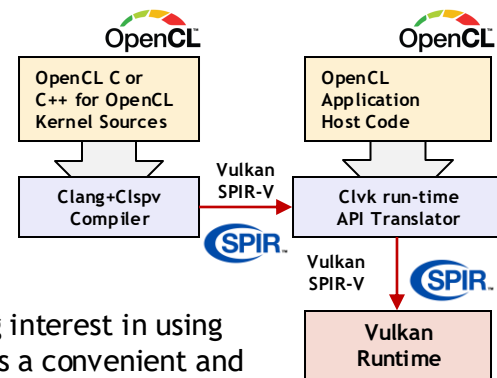 OpenCL
OpenCL
OpenCL C or
C++ for OpenCL
Kernel Sources
OpenCL
Application
Host Code
Clang+Clspv
Compiler
Vulkan
SPIR-V
Clvk run-time
API Translator
SPIR
Vulkan
SPIR-V
SPIR
Vulkan
Runtime
interest in using
s a convenient and